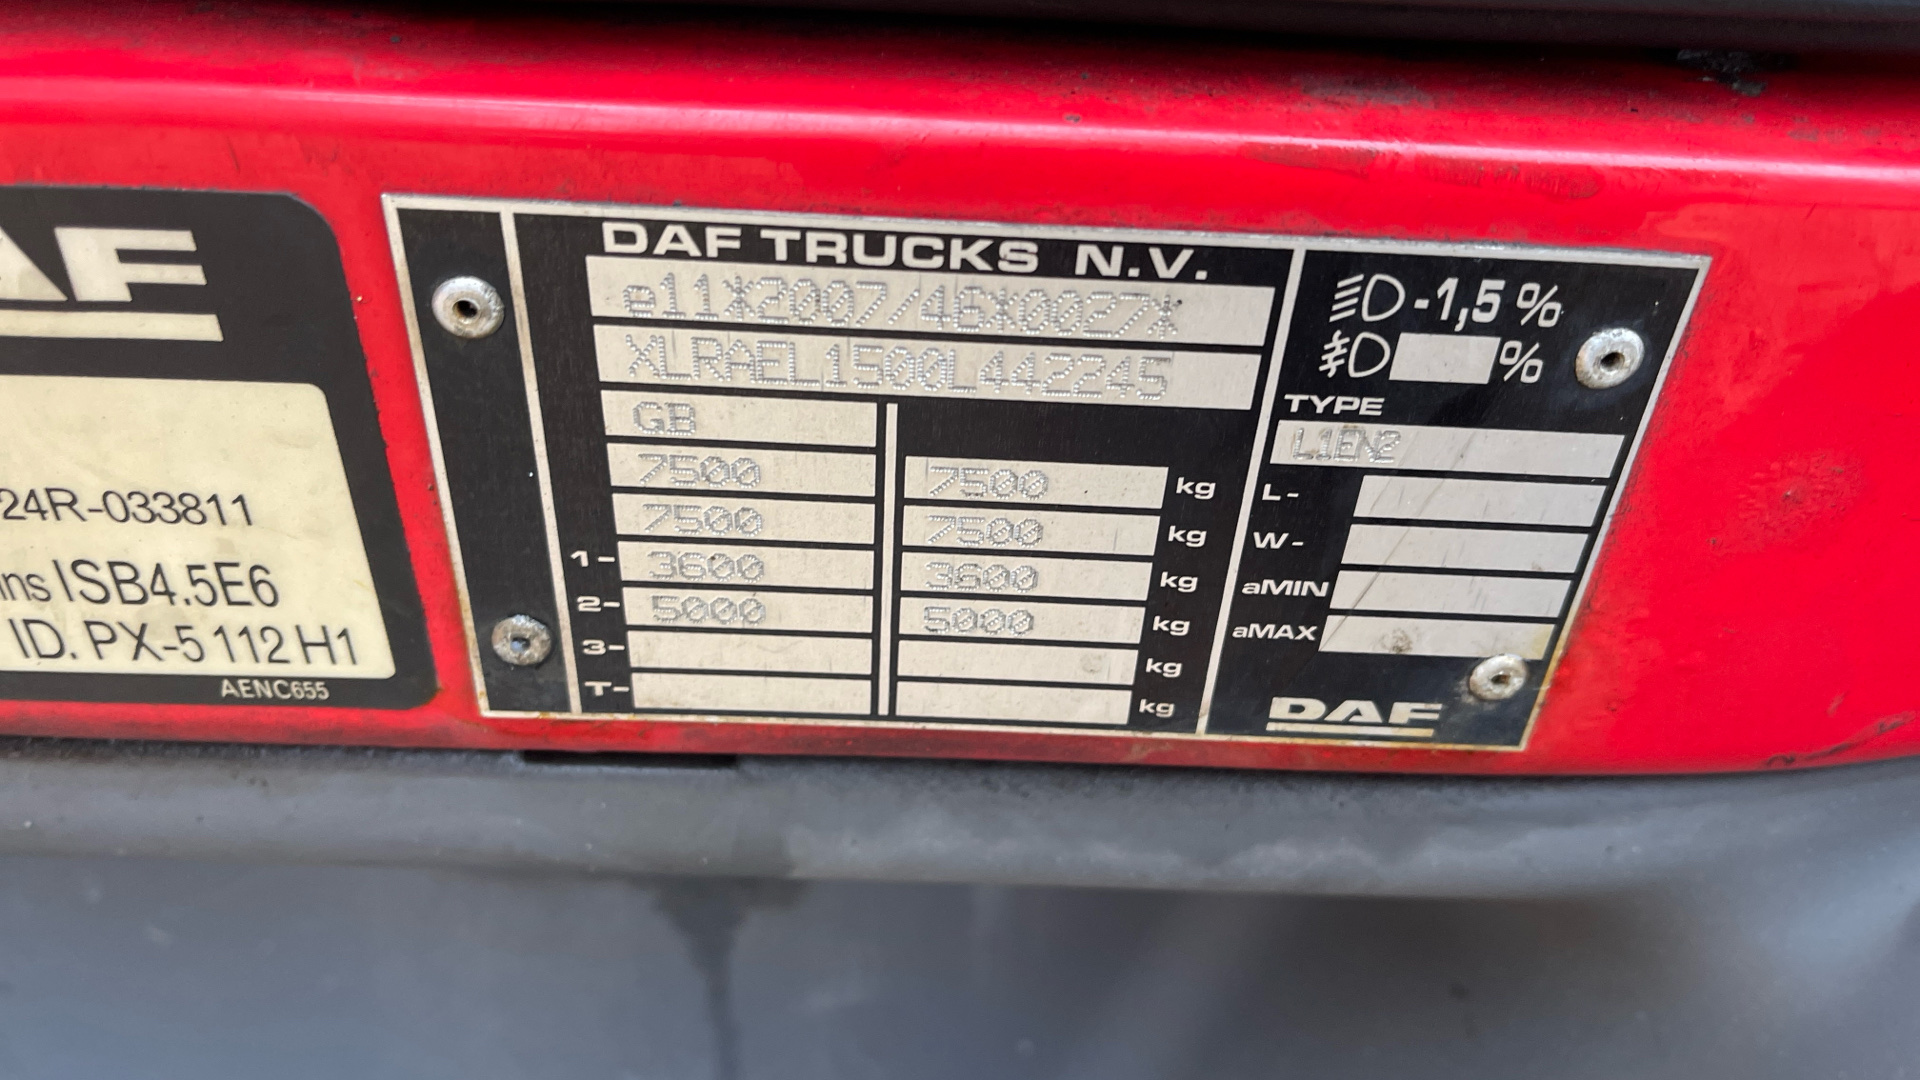 DAF
24R-033811
ins ISB4.5E6
ID. PX-5 112 H1
AENC655
DAF TRUCKS N.V.
e11*2007/46*0027*
XLRAEL1500L442245
GB
7500 7500 kg
7500 7500 kg
1- 3600 3600 kg
2- 5000 5000 kg
3- kg
T- kg
-1,5 %
%
TYPE
L1EN2
L-
W-
aMIN
aMAX
DAF